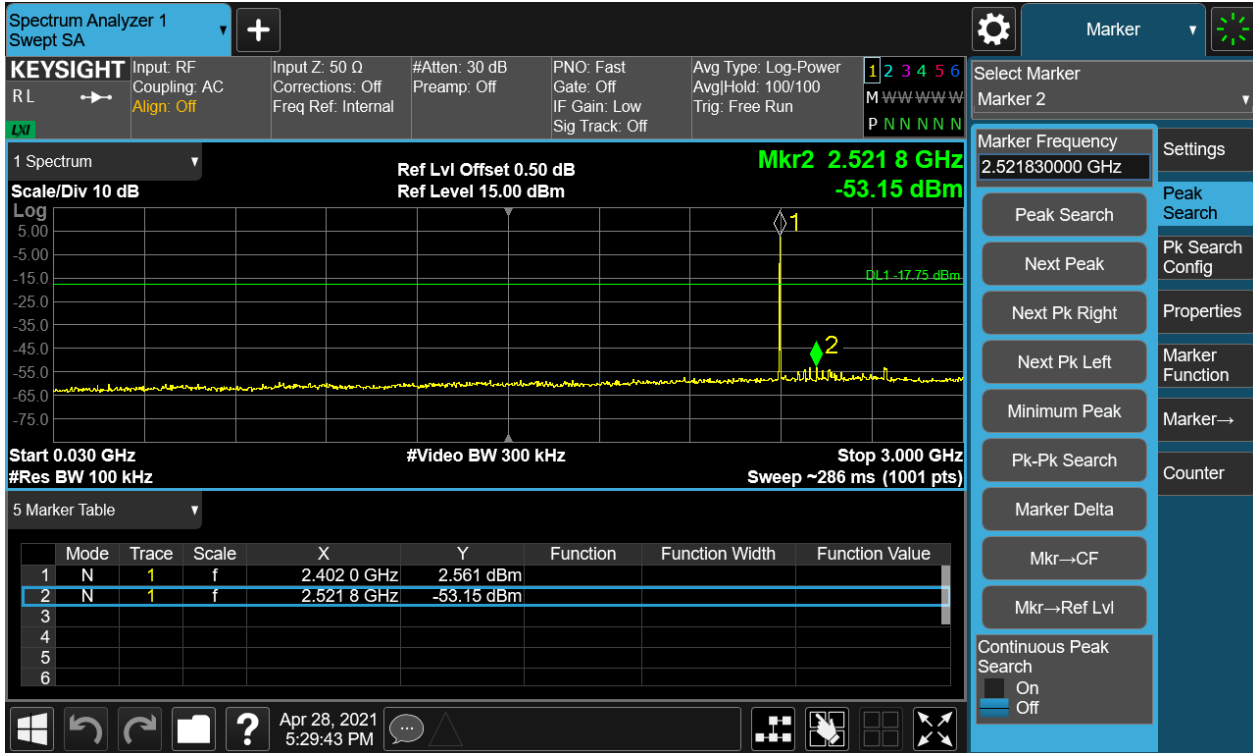 Spectrum Analyzer 1
Swept SA
+
Marker
KEYSIGHT
RL
LXI
Input: RF
Coupling: AC
Align: Off
Input Z: 50 Ω
Corrections: Off
Freq Ref: Internal
#Atten: 30 dB
Preamp: Off
PNO: Fast
Gate: Off
IF Gain: Low
Sig Track: Off
Avg Type: Log-Power
Avg|Hold: 100/100
Trig: Free Run
1 2 3 4 5 6
M W W W W W
P N N N N N
1 Spectrum
Scale/Div 10 dB
Ref Lvl Offset 0.50 dB
Ref Level 15.00 dBm
Mkr2 2.521 8 GHz
-53.15 dBm
Log
5.00
-5.00
-15.0
-25.0
-35.0
-45.0
-55.0
-65.0
-75.0
1
DL1 -17.75 dBm
2
Start 0.030 GHz
#Res BW 100 kHz
#Video BW 300 kHz
Stop 3.000 GHz
Sweep ~286 ms (1001 pts)
5 Marker Table
Mode Trace Scale X Y Function Function Width Function Value
1 N 1 f 2.402 0 GHz 2.561 dBm
2 N 1 f 2.521 8 GHz -53.15 dBm
3
4
5
6
Select Marker
Marker 2
Marker Frequency
2.521830000 GHz
Peak Search
Next Peak
Next Pk Right
Next Pk Left
Minimum Peak
Pk-Pk Search
Marker Delta
Mkr→CF
Mkr→Ref Lvl
Continuous Peak
Search
On
Off
Settings
Peak
Search
Pk Search
Config
Properties
Marker
Function
Marker→
Counter
?
Apr 28, 2021
5:29:43 PM